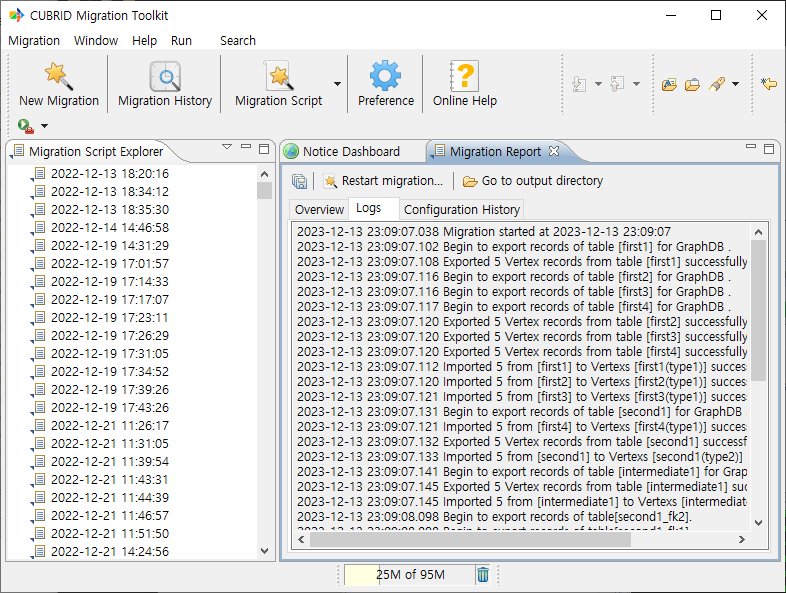 CUBRID Migration Toolkit
Migration Window Help Run Search
New Migration Migration History Migration Script Preference Online Help
Migration Script Explorer
2022-12-13 18:20:16
2022-12-13 18:34:12
2022-12-13 18:35:30
2022-12-14 14:46:58
2022-12-19 14:31:29
2022-12-19 17:01:57
2022-12-19 17:14:33
2022-12-19 17:17:07
2022-12-19 17:23:11
2022-12-19 17:26:29
2022-12-19 17:31:05
2022-12-19 17:34:52
2022-12-19 17:39:26
2022-12-19 17:43:26
2022-12-21 11:26:17
2022-12-21 11:31:05
2022-12-21 11:39:54
2022-12-21 11:43:31
2022-12-21 11:44:39
2022-12-21 11:46:57
2022-12-21 11:51:50
2022-12-21 14:24:56
Notice Dashboard Migration Report
Restart migration... Go to output directory
Overview Logs Configuration History
2023-12-13 23:09:07.038 Migration started at 2023-12-13 23:09:07
2023-12-13 23:09:07.102 Begin to export records of table [first1] for GraphDB .
2023-12-13 23:09:07.108 Exported 5 Vertex records from table [first1] successfully
2023-12-13 23:09:07.116 Begin to export records of table [first2] for GraphDB .
2023-12-13 23:09:07.116 Begin to export records of table [first3] for GraphDB .
2023-12-13 23:09:07.117 Begin to export records of table [first4] for GraphDB .
2023-12-13 23:09:07.120 Exported 5 Vertex records from table [first2] successfully
2023-12-13 23:09:07.120 Exported 5 Vertex records from table [first3] successfully
2023-12-13 23:09:07.120 Exported 5 Vertex records from table [first4] successfully
2023-12-13 23:09:07.112 Imported 5 from [first1] to Vertexs [first1(type1)] succes
2023-12-13 23:09:07.120 Imported 5 from [first2] to Vertexs [first2(type1)] succes
2023-12-13 23:09:07.121 Imported 5 from [first3] to Vertexs [first3(type1)] succes
2023-12-13 23:09:07.131 Begin to export records of table [second1] for GraphDB
2023-12-13 23:09:07.121 Imported 5 from [first4] to Vertexs [first4(type1)] succes
2023-12-13 23:09:07.132 Exported 5 Vertex records from table [second1] successf
2023-12-13 23:09:07.133 Imported 5 from [second1] to Vertexs [second1(type2)]
2023-12-13 23:09:07.141 Begin to export records of table [intermediate1] for Grap
2023-12-13 23:09:07.145 Exported 5 Vertex records from table [intermediate1] suc
2023-12-13 23:09:07.145 Imported 5 from [intermediate1] to Vertexs [intermediat
2023-12-13 23:09:08.098 Begin to export records of table[second1_fk2].
2023-12-13 23:09:08.098 Begin to export records of table[second1_fk1]
25M of 95M